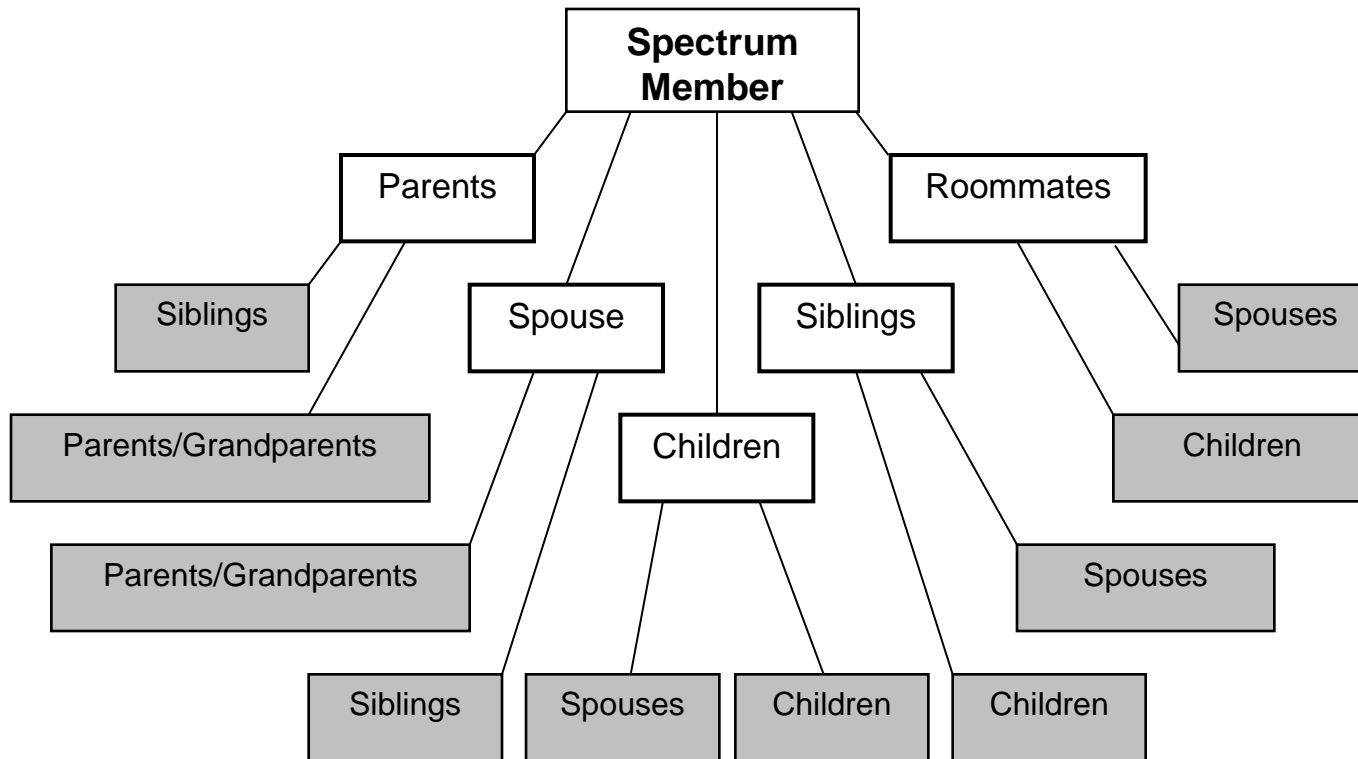 Spectrum
Member
Parents
Roommates
Siblings
Spouse
Siblings
Spouses
Parents/Grandparents
Children
Children
Parents/Grandparents
Spouses
Siblings
Spouses
Children
Children